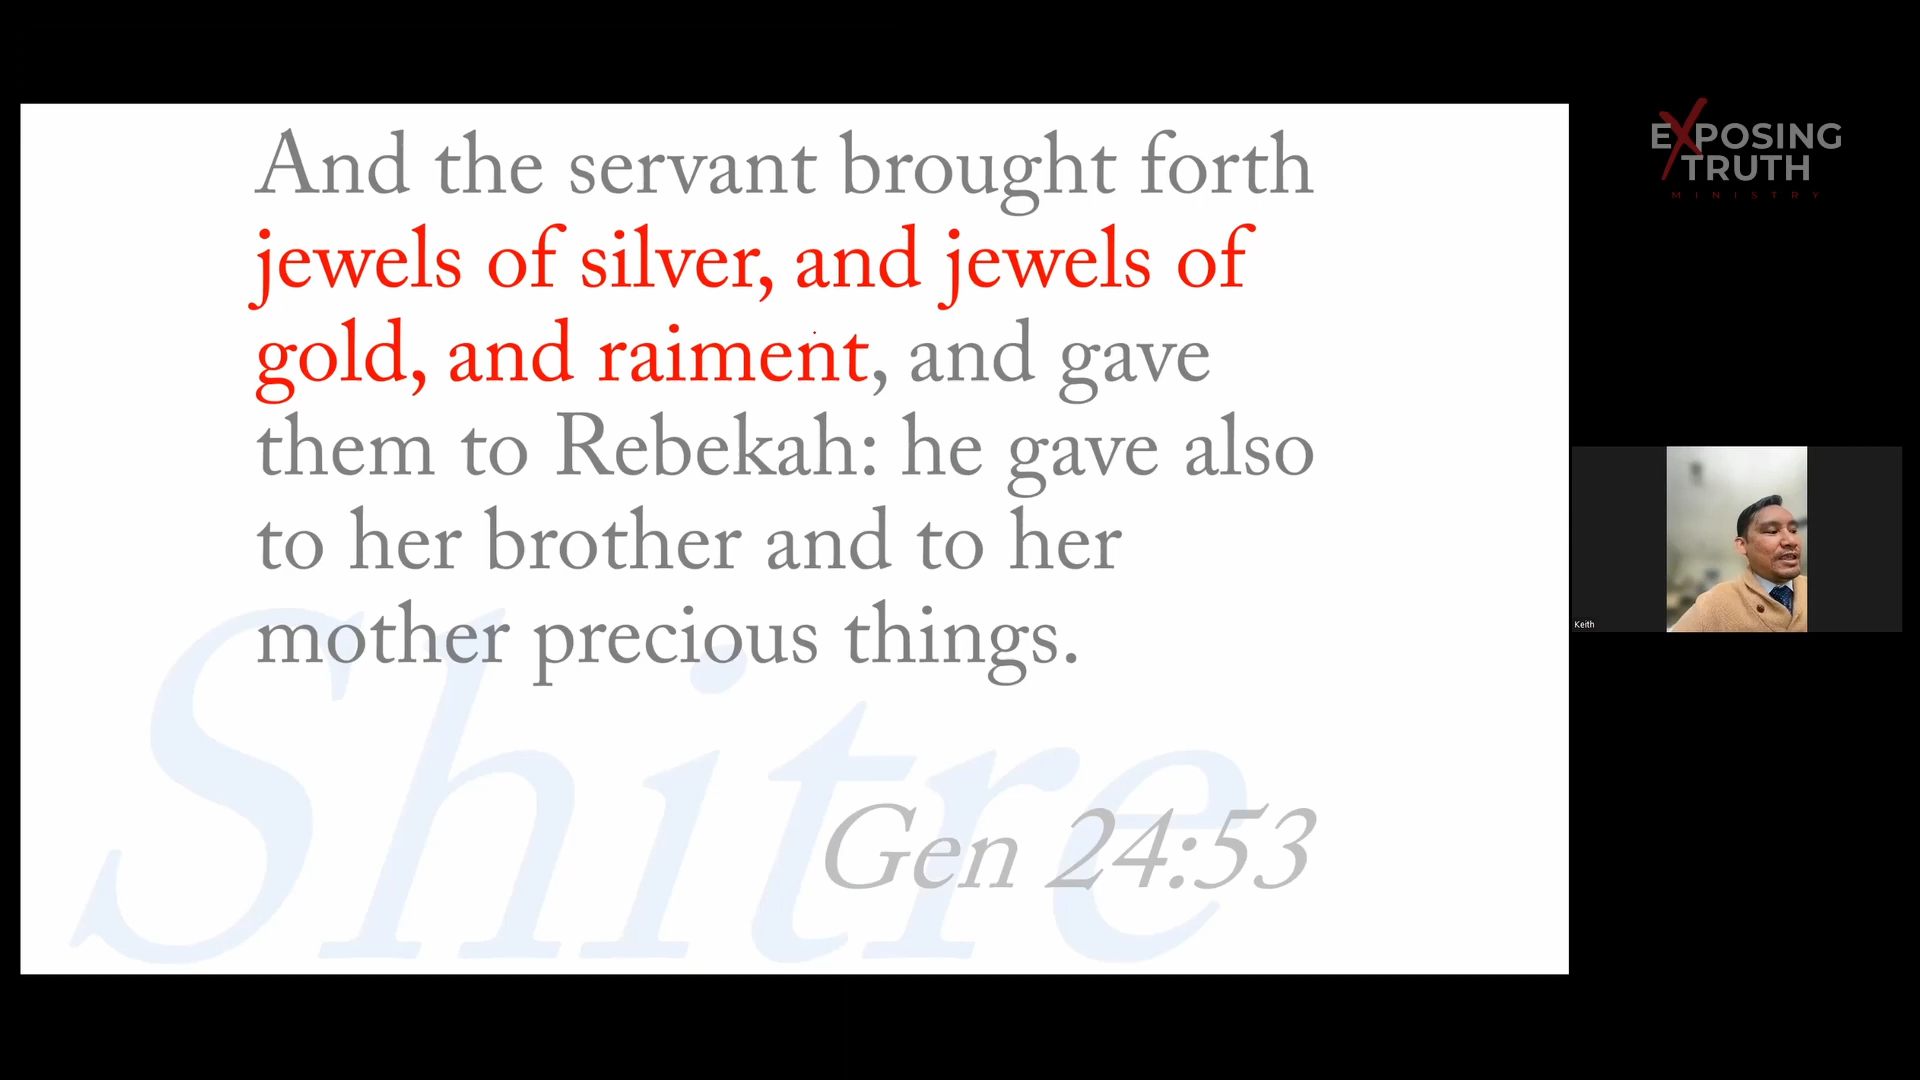 And the servant brought forth
jewels of silver, and jewels of
gold, and raiment, and gave
them to Rebekah: he gave also
to her brother and to her
mother precious things.
Shitre
Gen 24:53
EXPOSING
TRUTH
MINISTRY
Keith